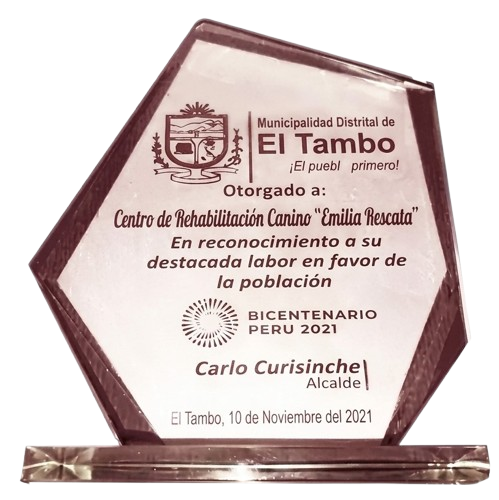 Municipalidad Distrital de
El Tambo
¡El puebl primero!
Otorgado a:
Centro de Rehabilitación Canino “Emilia Rescata”
En reconocimiento a su
destacada labor en favor de
la población
BICENTENARIO
PERU 2021
Carlo Curisinche
Alcalde
El Tambo, 10 de Noviembre del 2021